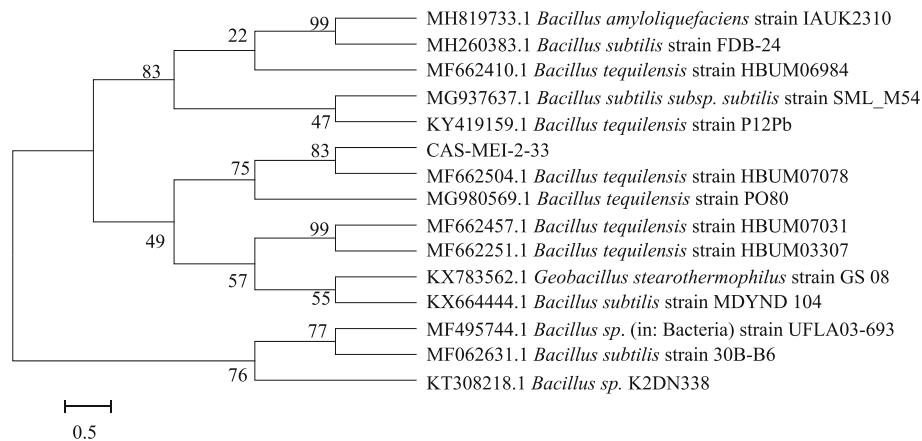 99 MH819733.1 Bacillus amyloliquefaciens strain IAUK2310
22 MH260383.1 Bacillus subtilis strain FDB-24
83 MF662410.1 Bacillus tequilensis strain HBUM06984
MG937637.1 Bacillus subtilis subsp. subtilis strain SML_M54
47 KY419159.1 Bacillus tequilensis strain P12Pb
83 CAS-MEI-2-33
75 MF662504.1 Bacillus tequilensis strain HBUM07078
MG980569.1 Bacillus tequilensis strain PO80
99 MF662457.1 Bacillus tequilensis strain HBUM07031
49 MF662251.1 Bacillus tequilensis strain HBUM03307
57 KX783562.1 Geobacillus stearothermophilus strain GS 08
55 KX664444.1 Bacillus subtilis strain MDYND 104
77 MF495744.1 Bacillus sp. (in: Bacteria) strain UFLA03-693
MF062631.1 Bacillus subtilis strain 30B-B6
76 KT308218.1 Bacillus sp. K2DN338
0.5